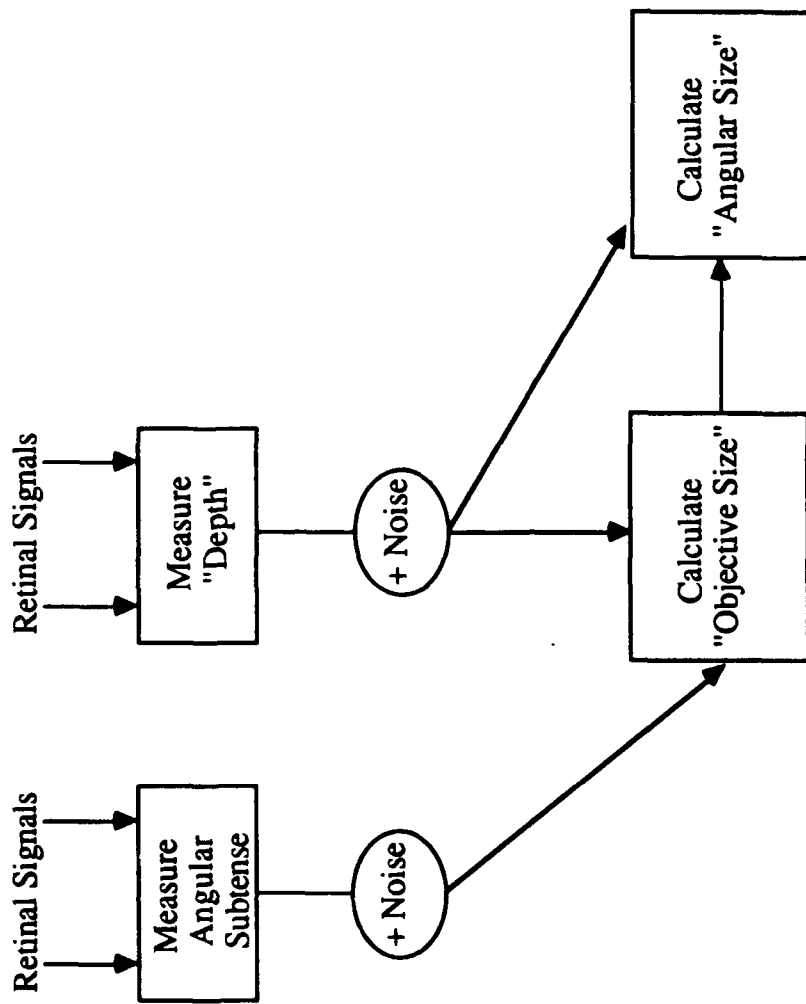 Retinal Signals
Measure
Angular
Subtense
+ Noise
Retinal Signals
Measure
"Depth"
+ Noise
Calculate
"Objective Size"
Calculate
"Angular Size"